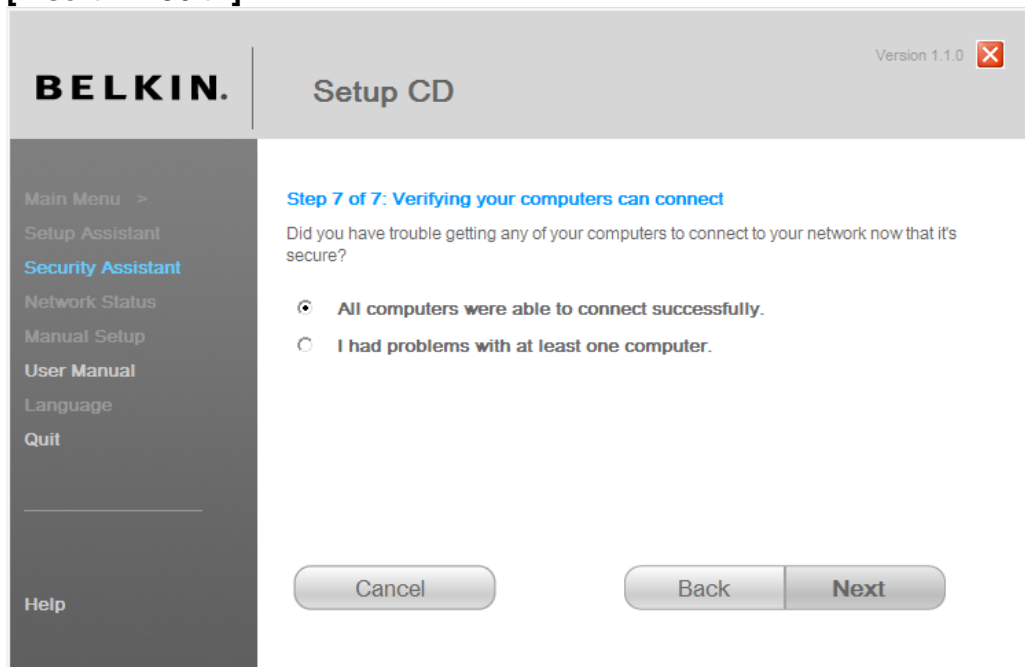 BELKIN.
Setup CD
Version 1.1.0
Main Menu >
Setup Assistant
Security Assistant
Network Status
Manual Setup
User Manual
Language
Quit
Help
Step 7 of 7: Verifying your computers can connect
Did you have trouble getting any of your computers to connect to your network now that it's
secure?
All computers were able to connect successfully.
I had problems with at least one computer.
Cancel
Back
Next